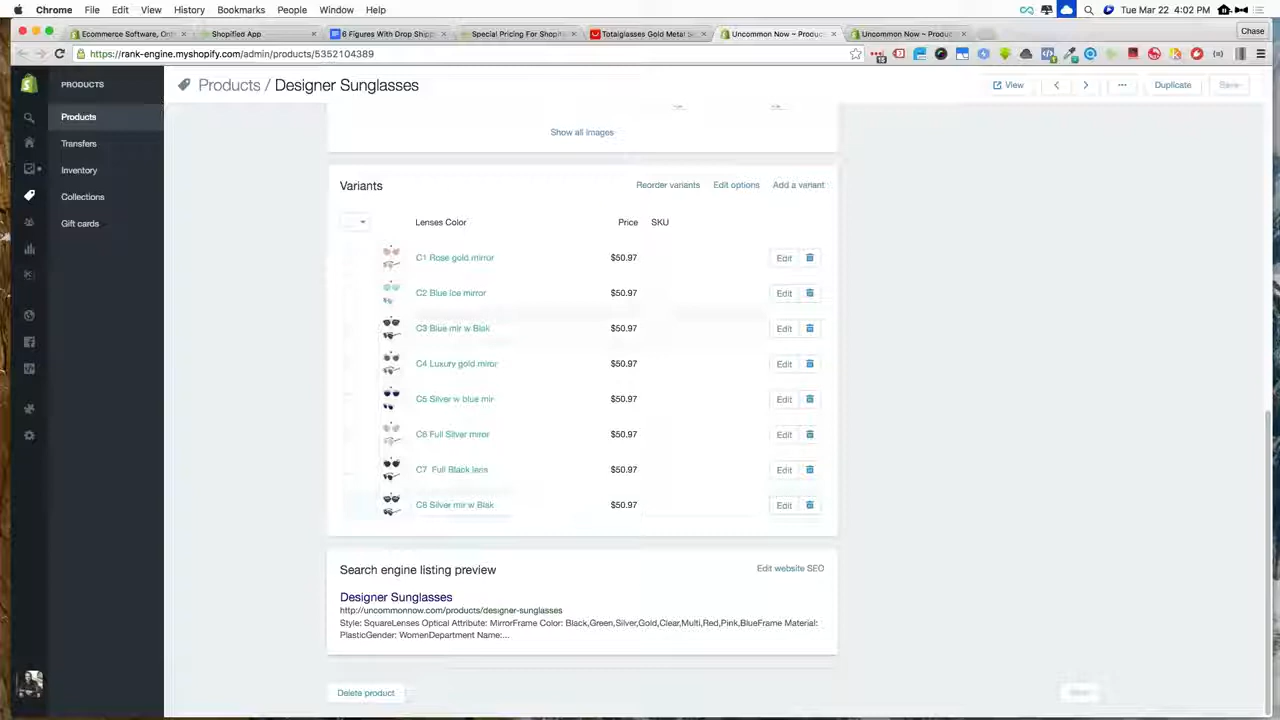 Chrome File Edit View History Bookmarks People Window Help
Tue Mar 22 4:02 PM
Ecommerce Software, On
Shopified App
6 Figures With Drop Shipp
Special Pricing For Shopif
Totalglasses Gold Metal S
Uncommon Now ~ Produc
Uncommon Now ~ Produc
Chase
https://rank-engine.myshopify.com/admin/products/5352104389
PRODUCTS
Products / Designer Sunglasses
View
Duplicate
Save
Products
Transfers
Inventory
Collections
Gift cards
Show all images
Variants
Reorder variants Edit options Add a variant
Lenses Color Price SKU
C1 Rose gold mirror $50.97 Edit
C2 Blue Ice mirror $50.97 Edit
C3 Blue mir w Blak $50.97 Edit
C4 Luxury gold mirror $50.97 Edit
C5 Silver w blue mir $50.97 Edit
C6 Full Silver mirror $50.97 Edit
C7 Full Black lens $50.97 Edit
C8 Silver mir w Blak $50.97 Edit
Search engine listing preview
Edit website SEO
Designer Sunglasses
http://uncommonnow.com/products/designer-sunglasses
Style: SquareLenses Optical Attribute: MirrorFrame Color: Black,Green,Silver,Gold,Clear,Multi,Red,Pink,BlueFrame Material:
PlasticGender: WomenDepartment Name:...
Delete product